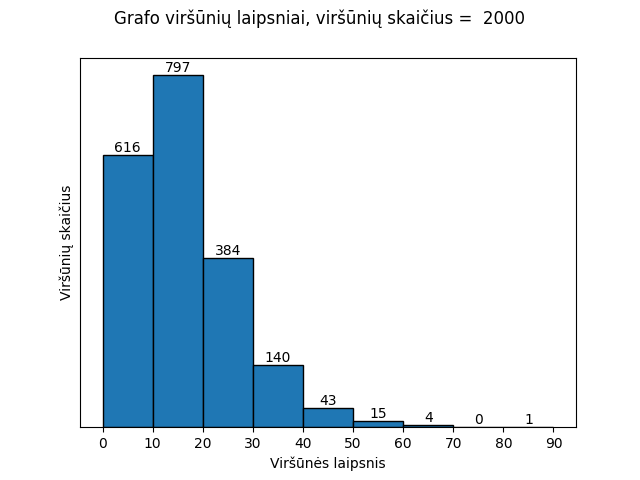 Grafo viršūnių laipsniai, viršūnių skaičius =  2000
797
616
384
140
43
15
4
0
1
Viršūnių skaičius
0 10 20 30 40 50 60 70 80 90
Viršūnės laipsnis